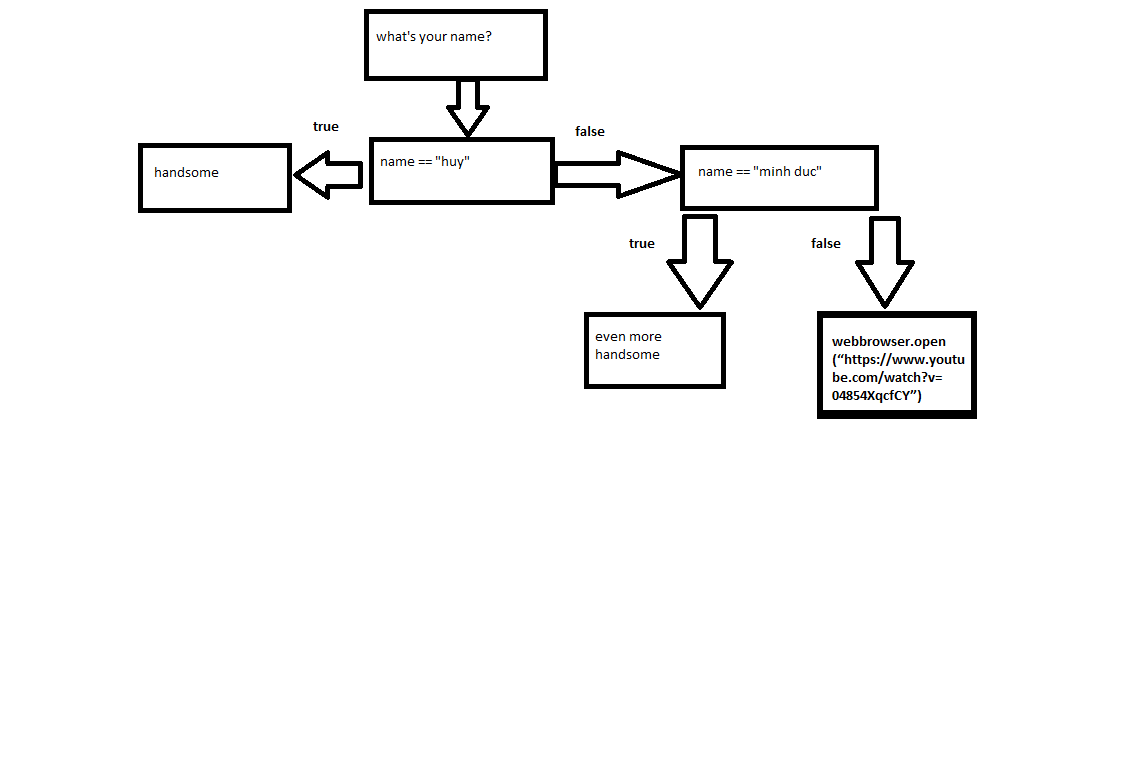 what's your name?
true
false
handsome
name == "huy"
name == "minh duc"
true
false
even more
handsome
webbrowser.open
(“https://www.youtu
be.com/watch?v=
04854XqcfCY”)